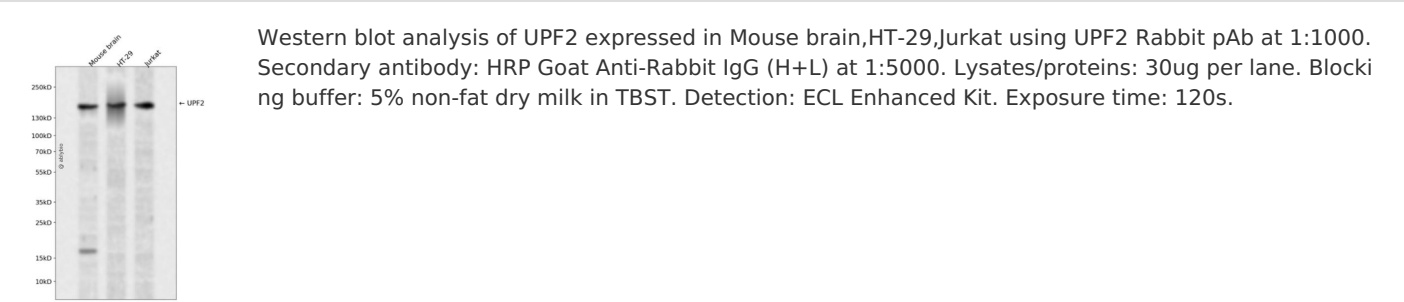 Mouse brain
HT-29
Jurkat
250kD
130kD
100kD
70kD
55kD
35kD
25kD
15kD
10kD
← UPF2
Western blot analysis of UPF2 expressed in Mouse brain,HT-29,Jurkat using UPF2 Rabbit pAb at 1:1000.
Secondary antibody: HRP Goat Anti-Rabbit IgG (H+L) at 1:5000. Lysates/proteins: 30ug per lane. Blocki
ng buffer: 5% non-fat dry milk in TBST. Detection: ECL Enhanced Kit. Exposure time: 120s.